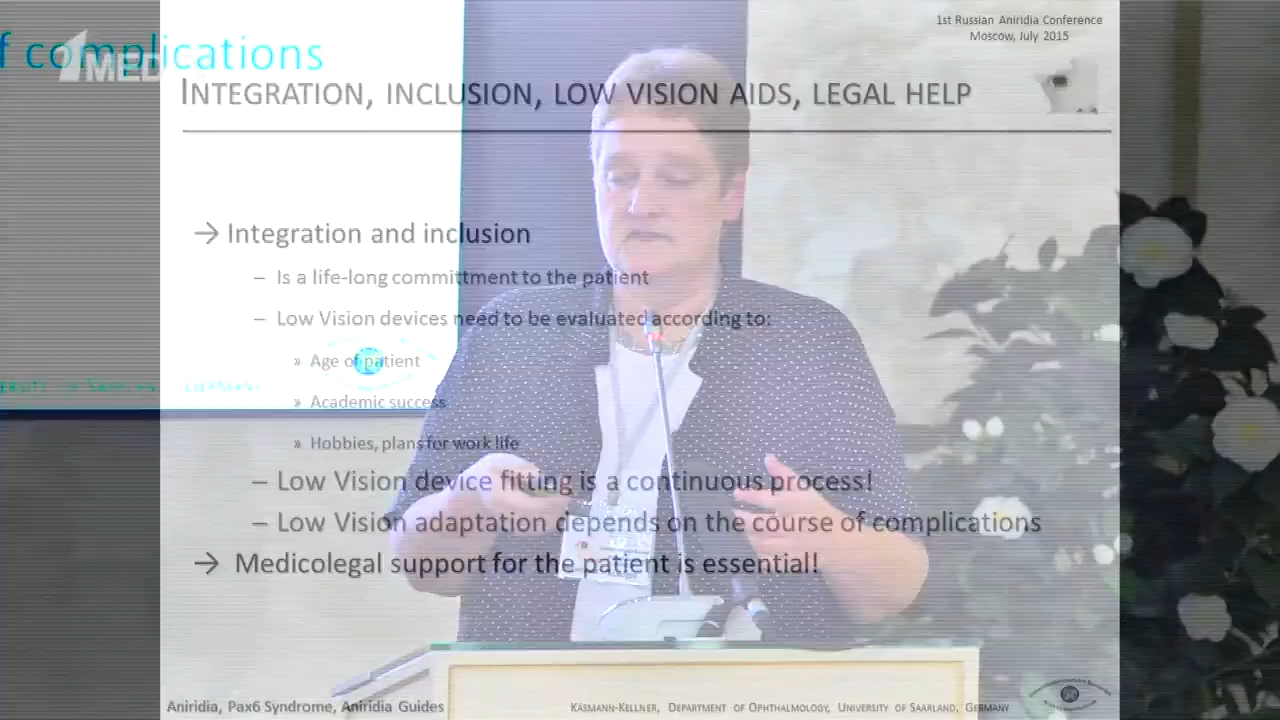 f complications
1MED
1st Russian Aniridia Conference
Moscow, July 2015
INTEGRATION, INCLUSION, LOW VISION AIDS, LEGAL HELP
→ Integration and inclusion
– Is a life-long committment to the patient
– Low Vision devices need to be evaluated according to:
» Age of patient
» Academic success
» Hobbies, plans for work life
– Low Vision device fitting is a continuous process!
– Low Vision adaptation depends on the course of complications
→ Medicolegal support for the patient is essential!
Aniridia, Pax6 Syndrome, Aniridia Guides
KÄSMANN-KELLNER, DEPARTMENT OF OPHTHALMOLOGY, UNIVERSITY OF SAARLAND, GERMANY